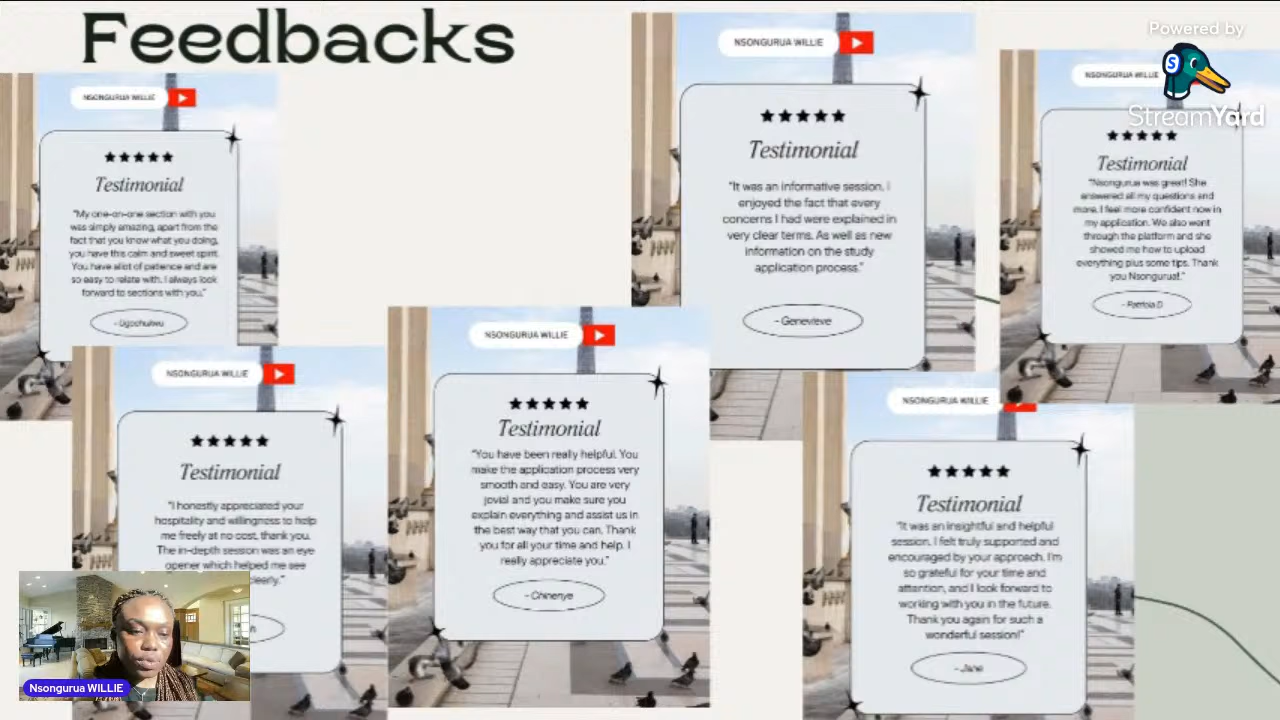 Feedbacks
Powered by
StreamYard
NSONGURUA WILLIE
Testimonial
"My one-on-one section with you
was simply amazing, apart from the
fact that you know what you doing,
you have this calm and sweet spirit.
You have alot of patience and are
so easy to relate with. I always look
forward to sections with you."
- Ugochukwu
NSONGURUA WILLIE
Testimonial
"It was an informative session. I
enjoyed the fact that every
concerns I had were explained in
very clear terms. As well as new
information on the study
application process."
- Genevieve
NSONGURUA WILLIE
Testimonial
"Nsongurua was great! She
answered all my questions and
more. I feel more confident now in
my application. We also went
through the platform and she
showed me how to upload
everything plus some tips. Thank
you Nsongurua!."
- Patricia D
NSONGURUA WILLIE
Testimonial
"I honestly appreciated your
hospitality and willingness to help
me freely at no cost, thank you.
The in-depth session was an eye
opener which helped me see
clearly."
NSONGURUA WILLIE
Testimonial
"You have been really helpful. You
make the application process very
smooth and easy. You are very
jovial and you make sure you
explain everything and assist us in
the best way that you can. Thank
you for all your time and help. I
really appreciate you."
- Chinenye
NSONGURUA WILLIE
Testimonial
"It was an insightful and helpful
session. I felt truly supported and
encouraged by your approach. I'm
so grateful for your time and
attention, and I look forward to
working with you in the future.
Thank you again for such a
wonderful session!"
- Jane
Nsongurua WILLIE